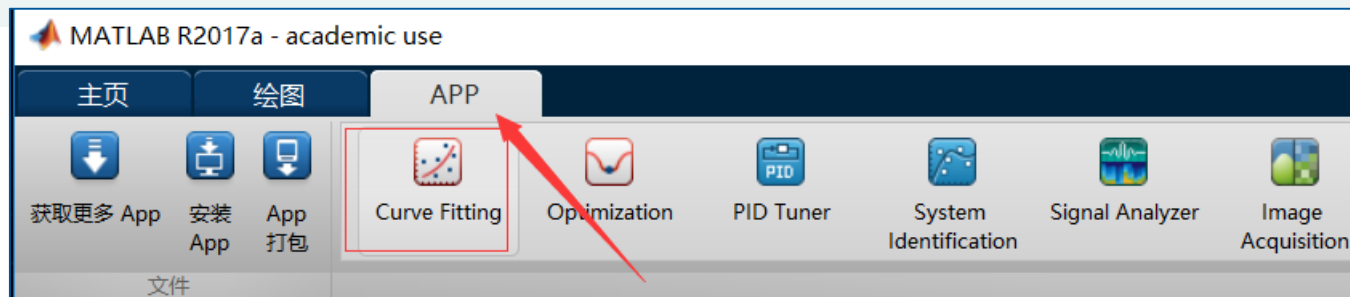 MATLAB R2017a - academic use
主页
绘图
APP
获取更多 App
安装
App
App
打包
Curve Fitting
Optimization
PID
PID Tuner
System
Identification
Signal Analyzer
Image
Acquisition
文件